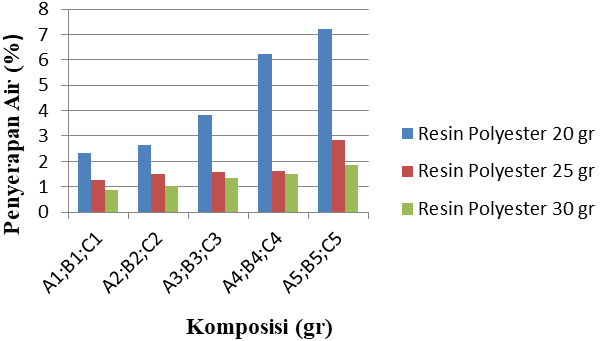 Penyerapan Air (%)
8
7
6
5
4
3
2
1
0
A1;B1;C1
A2;B2;C2
A3;B3;C3
A4;B4;C4
A5;B5;C5
Komposisi (gr)
Resin Polyester 20 gr
Resin Polyester 25 gr
Resin Polyester 30 gr